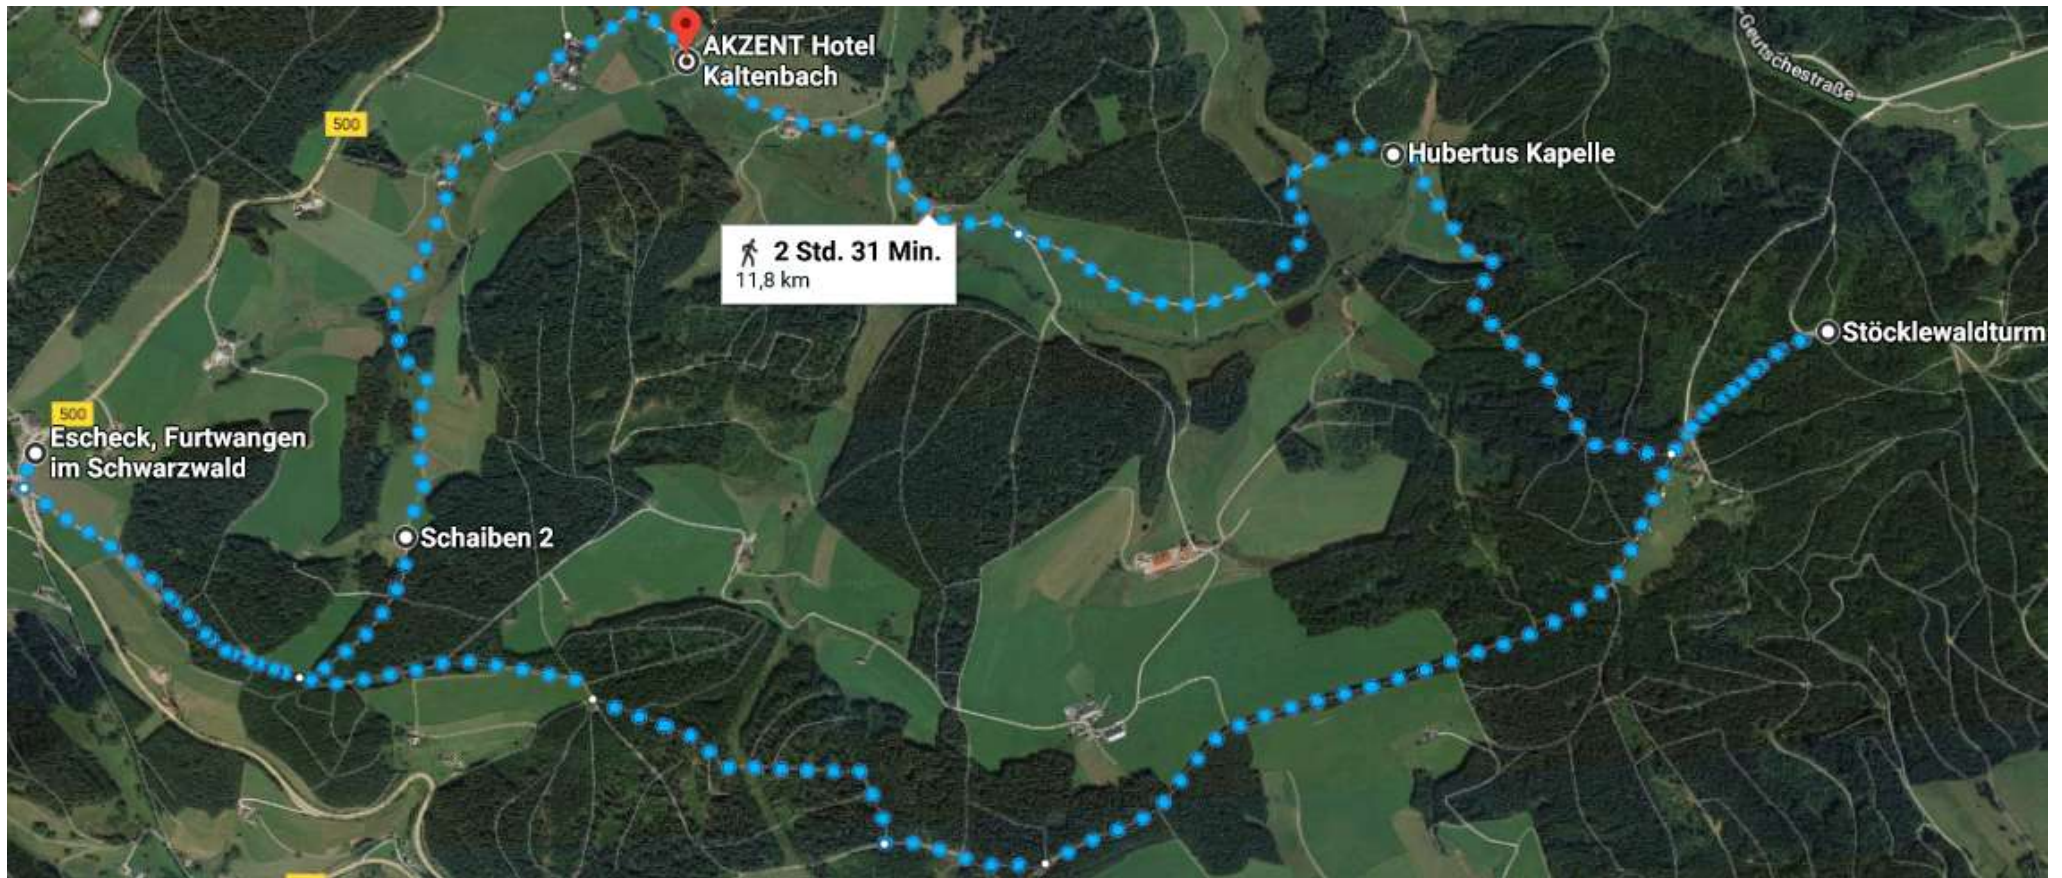 AKZENT Hotel
Kaltenbach
Geutschestraße
500
Hubertus Kapelle
2 Std. 31 Min.
11,8 km
Stöcklewaldturm
500
Escheck, Furtwangen
im Schwarzwald
Schaiben 2